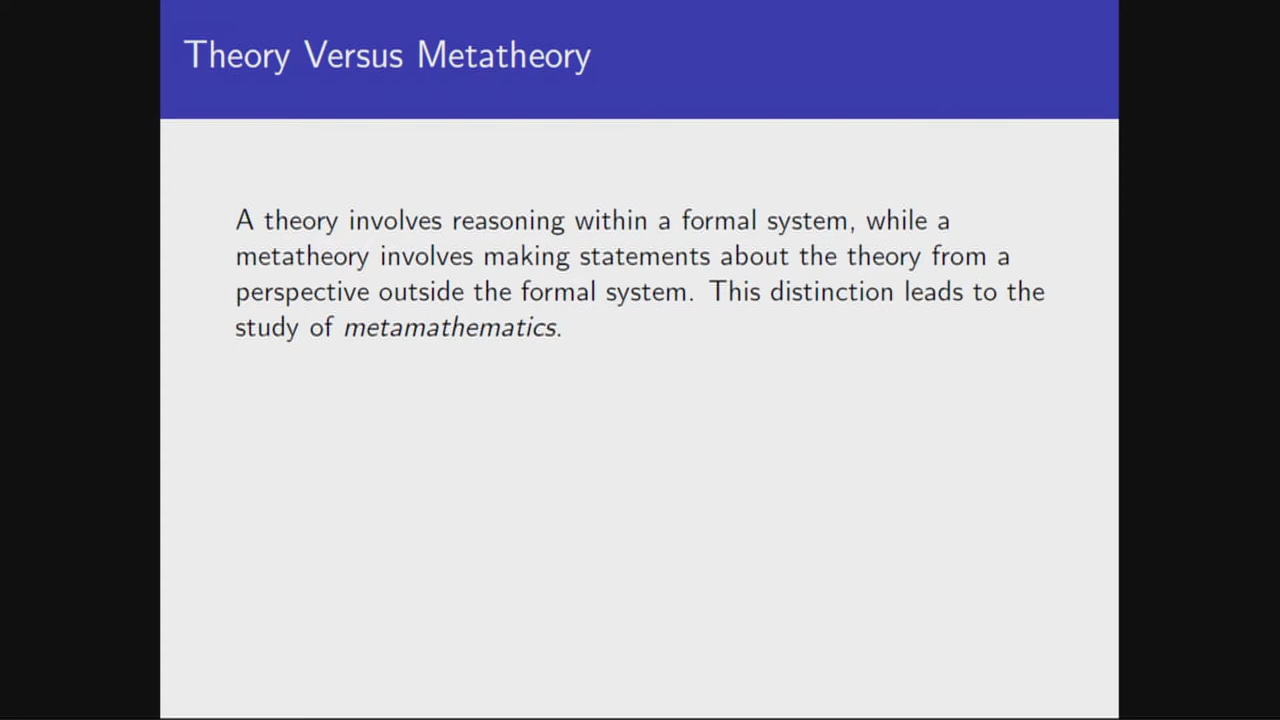 Theory Versus Metatheory
A theory involves reasoning within a formal system, while a
metatheory involves making statements about the theory from a
perspective outside the formal system. This distinction leads to the
study of metamathematics.